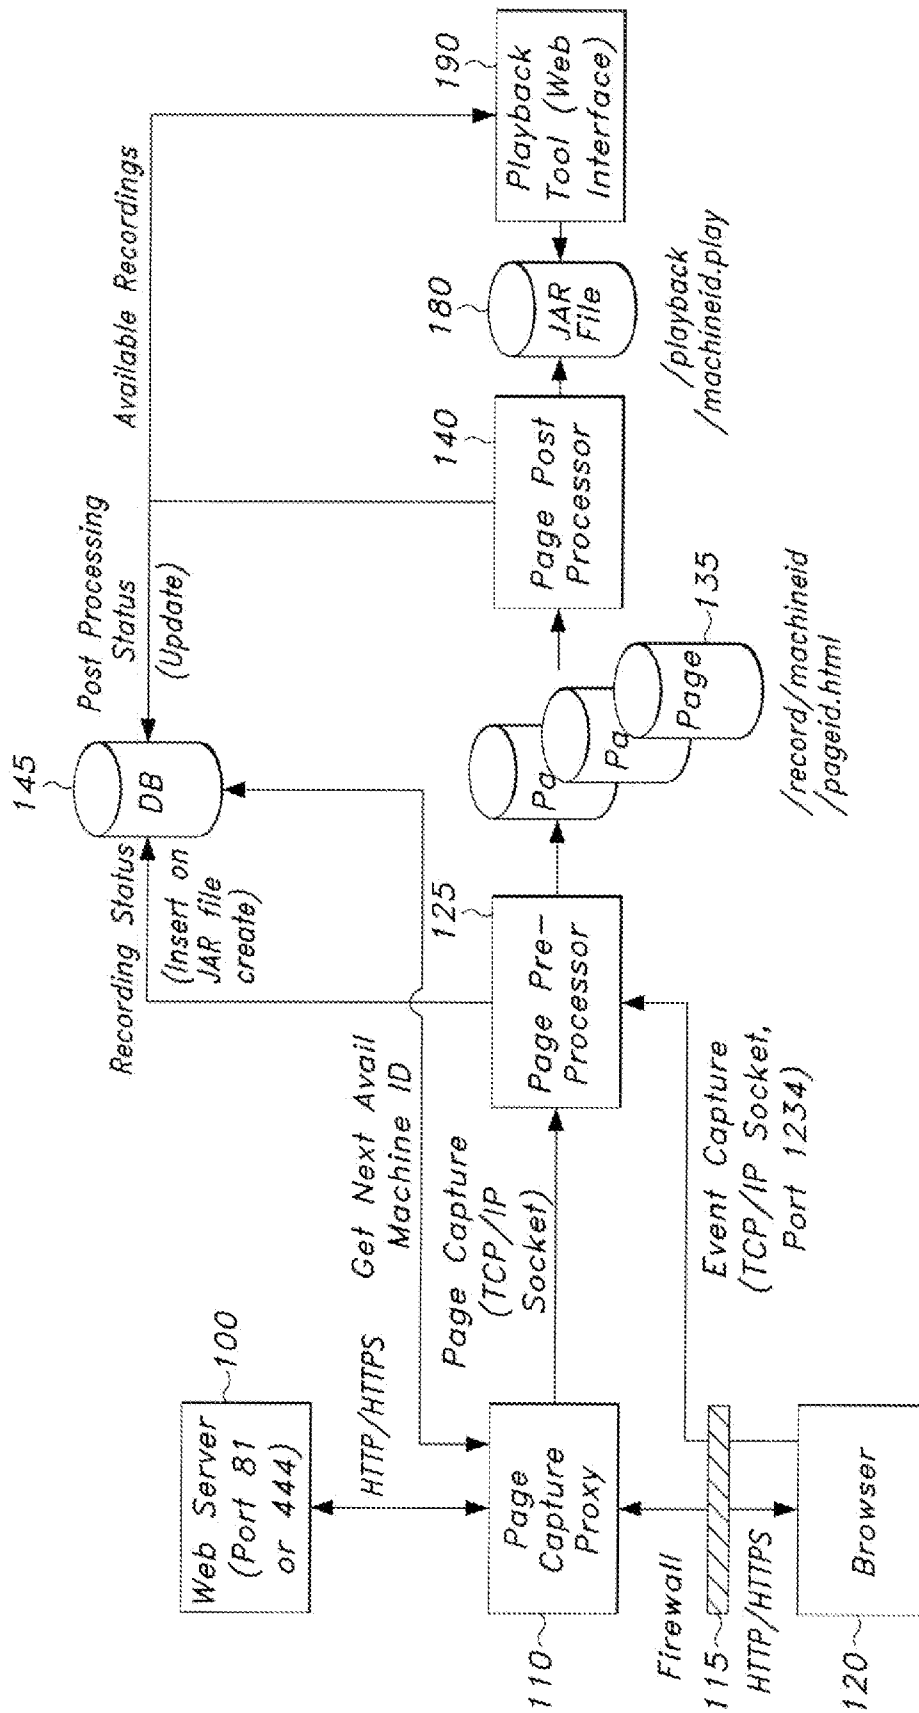 Web Server
(Port 81
or 444)
100
HTTP/HTTPS
Page
Capture
Proxy
110
Firewall
115
HTTP/HTTPS
Browser
120
Get Next Avail
Machine ID
Page Capture
(TCP/IP
Socket)
Event Capture
(TCP/IP Socket,
Port 1234)
Recording Status
(Insert on
JAR file
create)
145
DB
125
Page Pre-
Processor
Pa
Pa
Page
135
/record/machineid
/pageid.html
Post Processing
Status
(Update)
Available Recordings
140
Page Post
Processor
180
JAR
File
/playback
/machineid.play
190
Playback
Tool (Web
Interface)